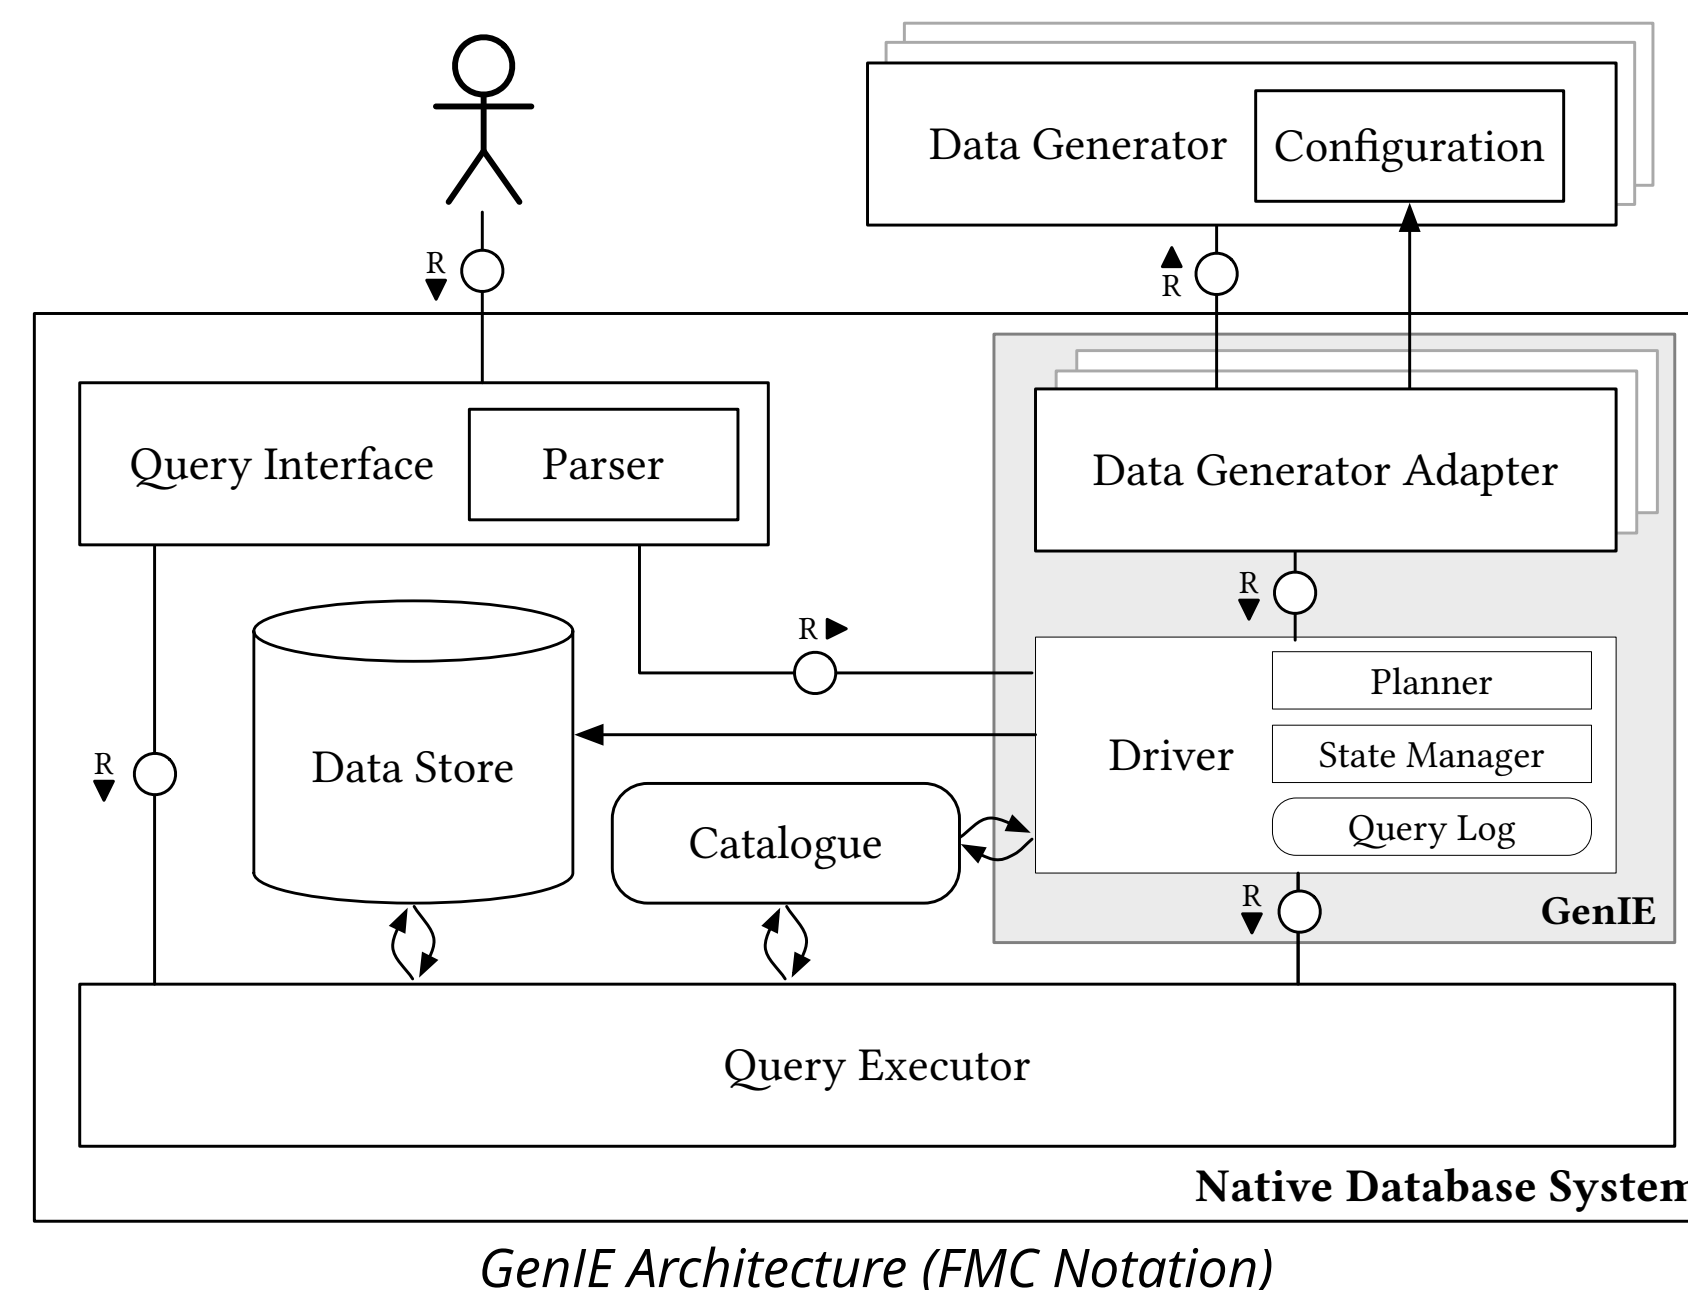 Data Generator
Configuration
R
R
Query Interface
Parser
Data Generator Adapter
R
R
Planner
Driver
State Manager
Query Log
Data Store
R
Catalogue
R
GenIE
Query Executor
Native Database System
GenIE Architecture (FMC Notation)